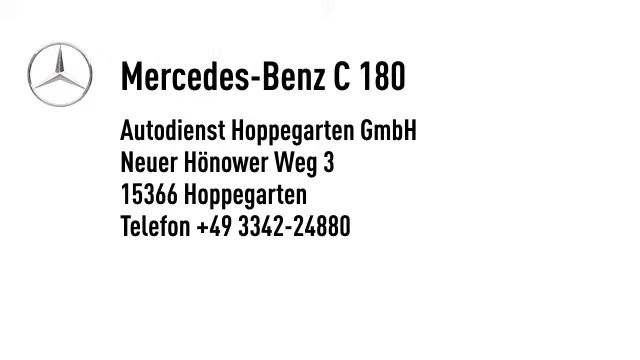 Mercedes-Benz C 180
Autodienst Hoppegarten GmbH
Neuer Hönower Weg 3
15366 Hoppegarten
Telefon +49 3342-24880